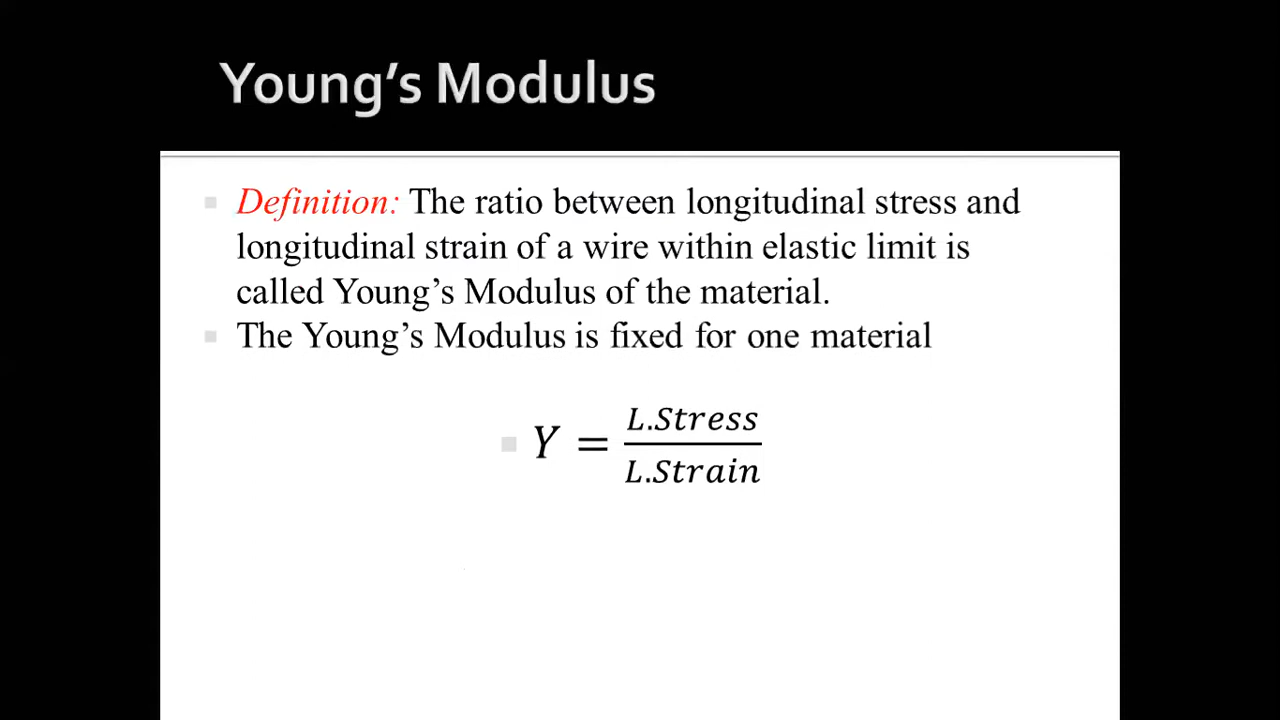 Young’s Modulus
Definition: The ratio between longitudinal stress and
longitudinal strain of a wire within elastic limit is
called Young’s Modulus of the material.
The Young’s Modulus is fixed for one material
Y = L.Stress / L.Strain